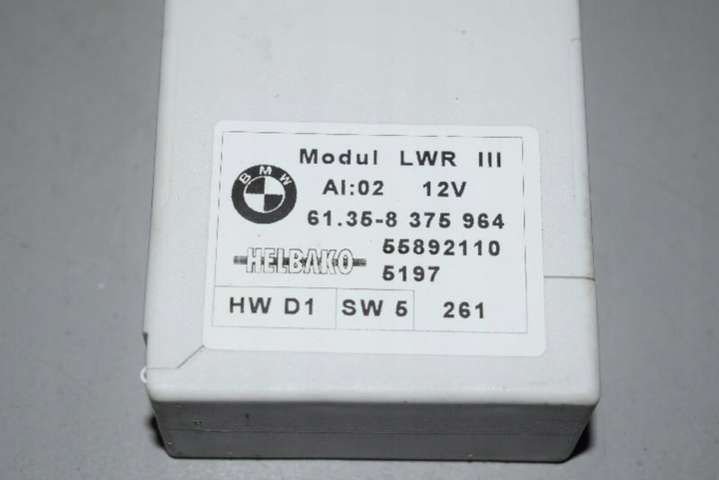 Modul LWR III
BMW
AI:02 12V
61.35-8 375 964
55892110
HELBAKO
5197
HW D1 SW 5 261